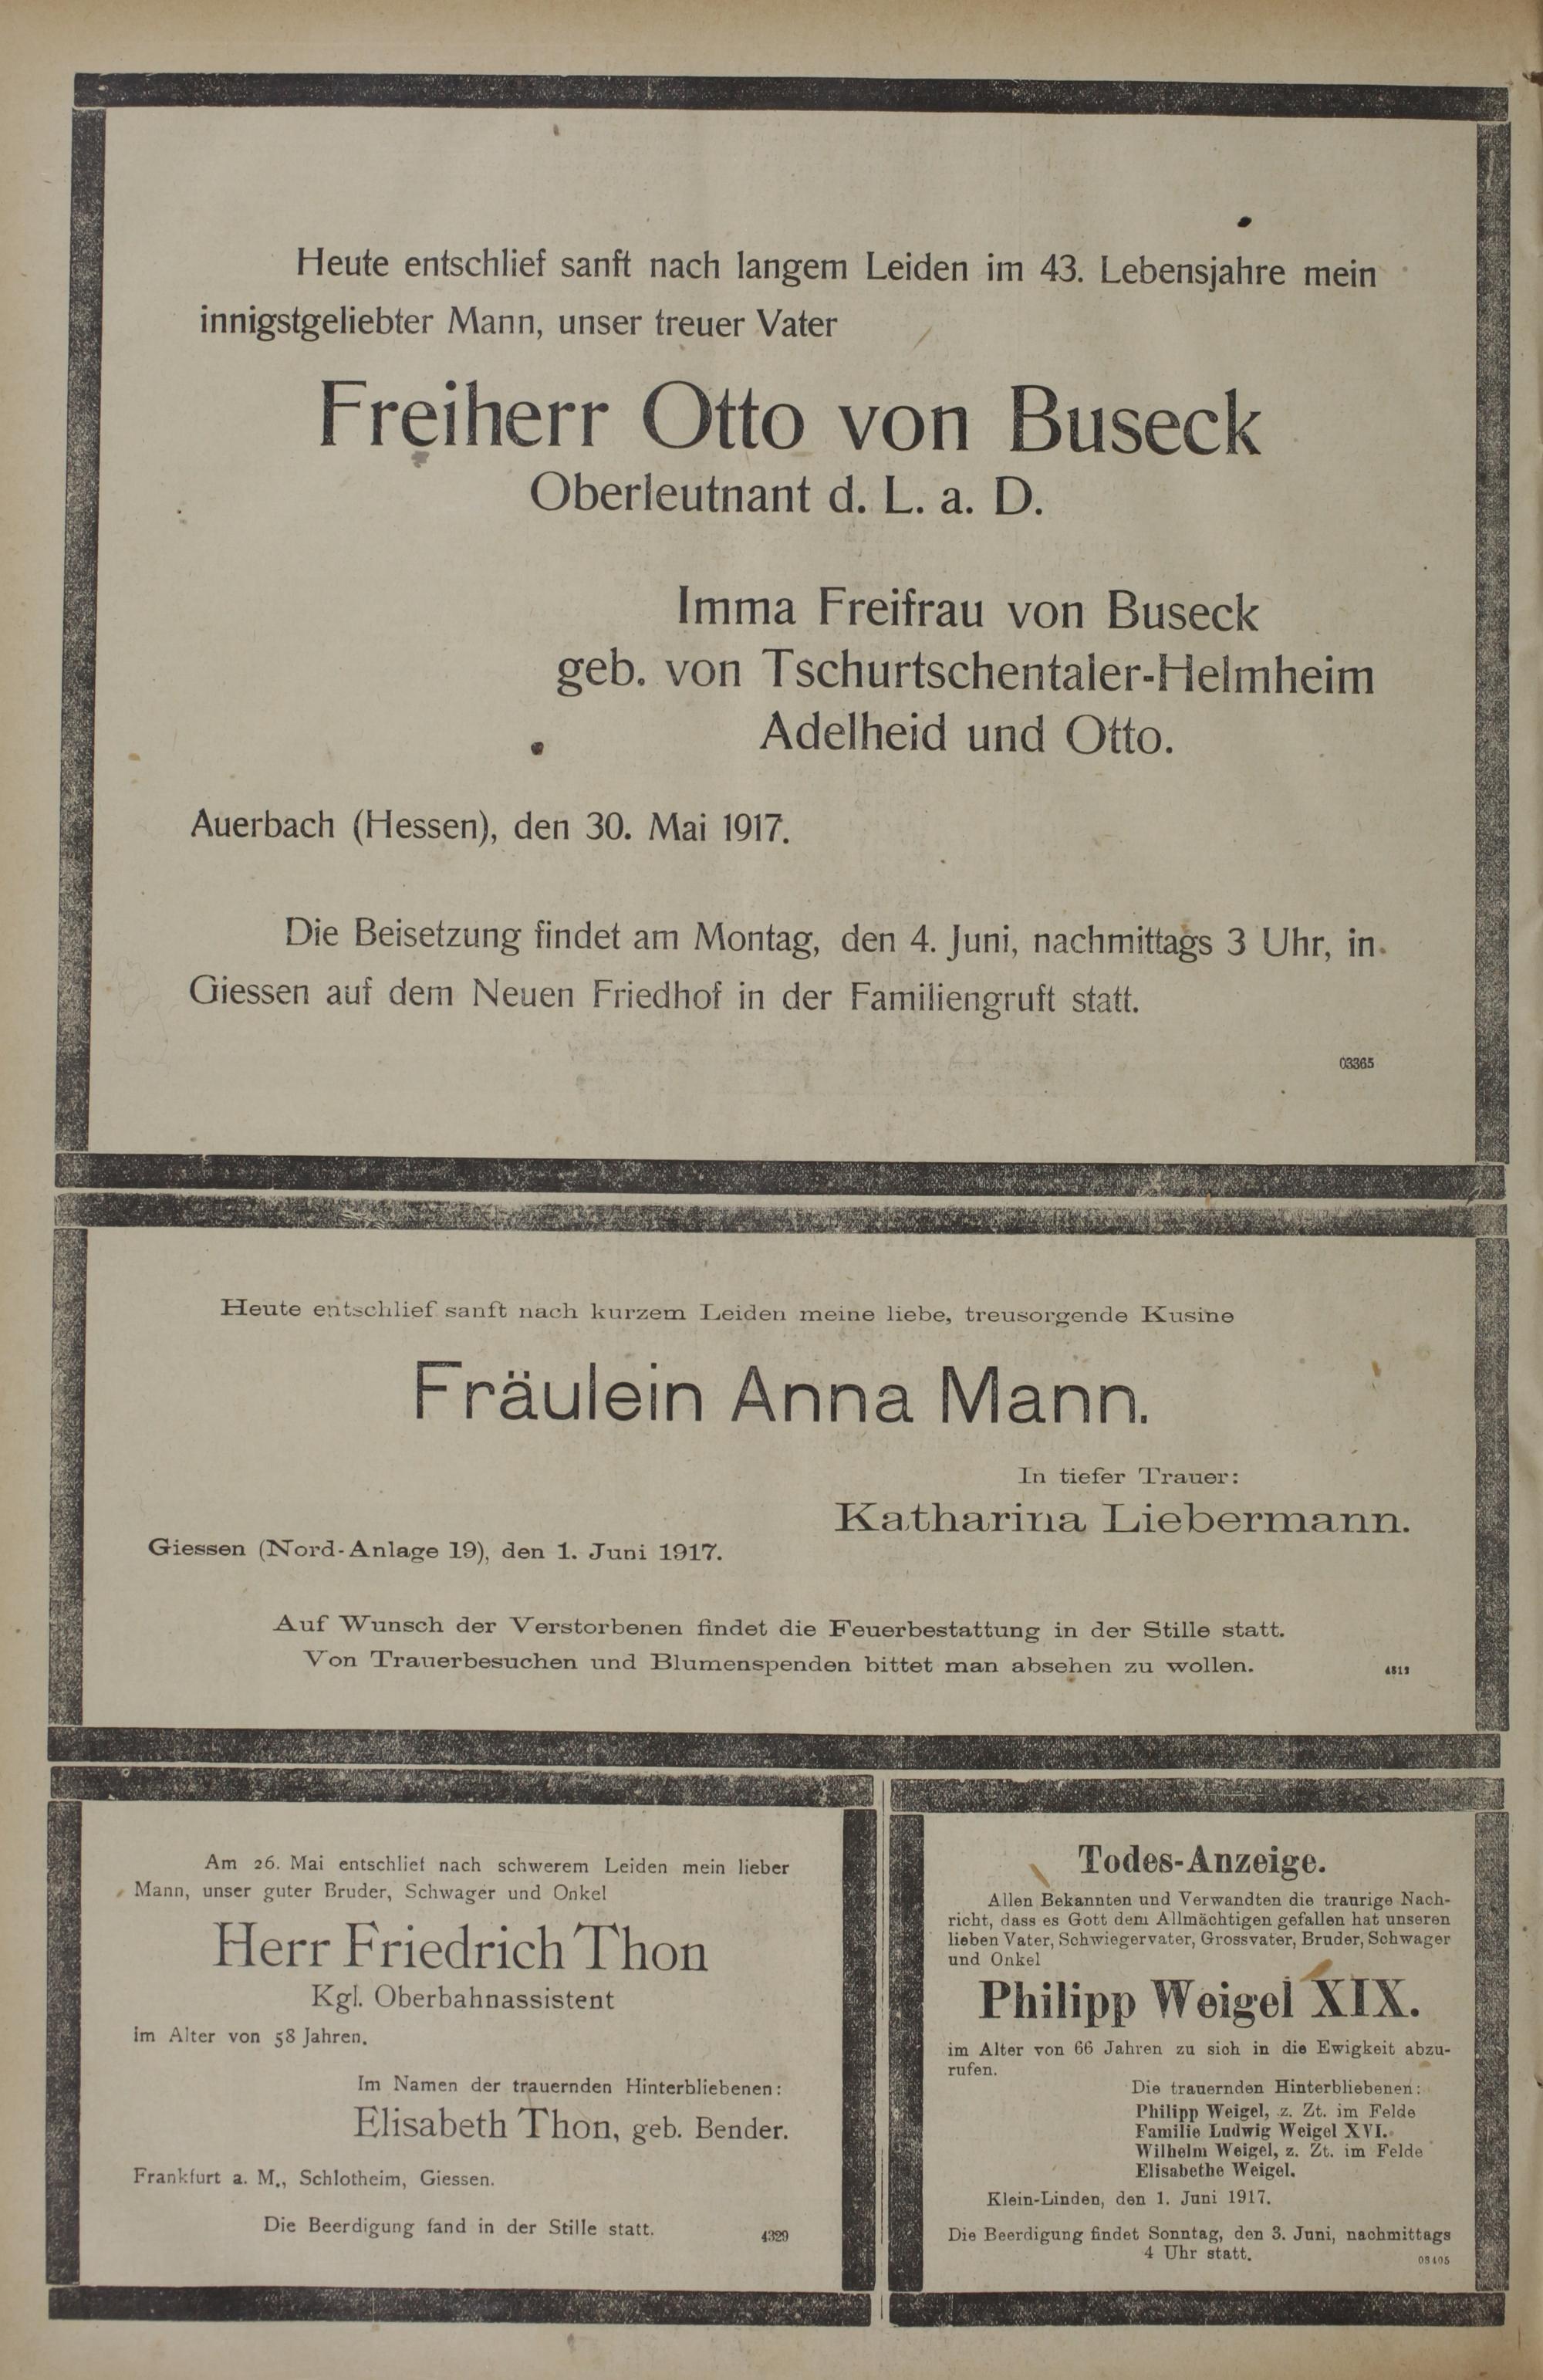 Heute entschlief sanft nach langem Leiden im 43. Lebensjahre mein
innigstgeliebter Mann, unser treuer Vater
Freiherr Otto von Buseck
Oberleutnant d. L. a. D.
Imma Freifrau von Buseck
geb. von Tschurtschentaler-Helmheim
Adelheid und Otto.
Auerbach (Hessen), den 30. Mai 1917.
Die Beisetzung findet am Montag, den 4. Juni, nachmittags 3 Uhr, in
Giessen auf dem Neuen Friedhof in der Familiengruft statt.
03365
Heute entschlief sanft nach kurzem Leiden meine liebe, treusorgende Kusine
Fräulein Anna Mann.
In tiefer Trauer:
Katharina Liebermann.
Giessen (Nord-Anlage 19), den 1. Juni 1917.
Auf Wunsch der Verstorbenen findet die Feuerbestattung in der Stille statt.
Von Trauerbesuchen und Blumenspenden bittet man absehen zu wollen.
Am 26. Mai entschlief nach schwerem Leiden mein lieber
Mann, unser guter Bruder, Schwager und Onkel
Herr Friedrich Thon
Kgl. Oberbahnassistent
im Alter von 58 Jahren.
Im Namen der trauernden Hinterbliebenen:
Elisabeth Thon, geb. Bender.
Frankfurt a. M., Schlotheim, Giessen.
Die Beerdigung fand in der Stille statt.
4329
Todes-Anzeige.
Allen Bekannten und Verwandten die traurige Nach-
richt, dass es Gott dem Allmächtigen gefallen hat unseren
lieben Vater, Schwiegervater, Grossvater, Bruder, Schwager
und Onkel
Philipp Weigel XIX.
im Alter von 66 Jahren zu sich in die Ewigkeit abzu-
rufen.
Die trauernden Hinterbliebenen:
Philipp Weigel, z. Zt. im Felde
Familie Ludwig Weigel XVI.
Wilhelm Weigel, z. Zt. im Felde
Elisabethe Weigel.
Klein-Linden, den 1. Juni 1917.
Die Beerdigung findet Sonntag, den 3. Juni, nachmittags
4 Uhr statt.
03405